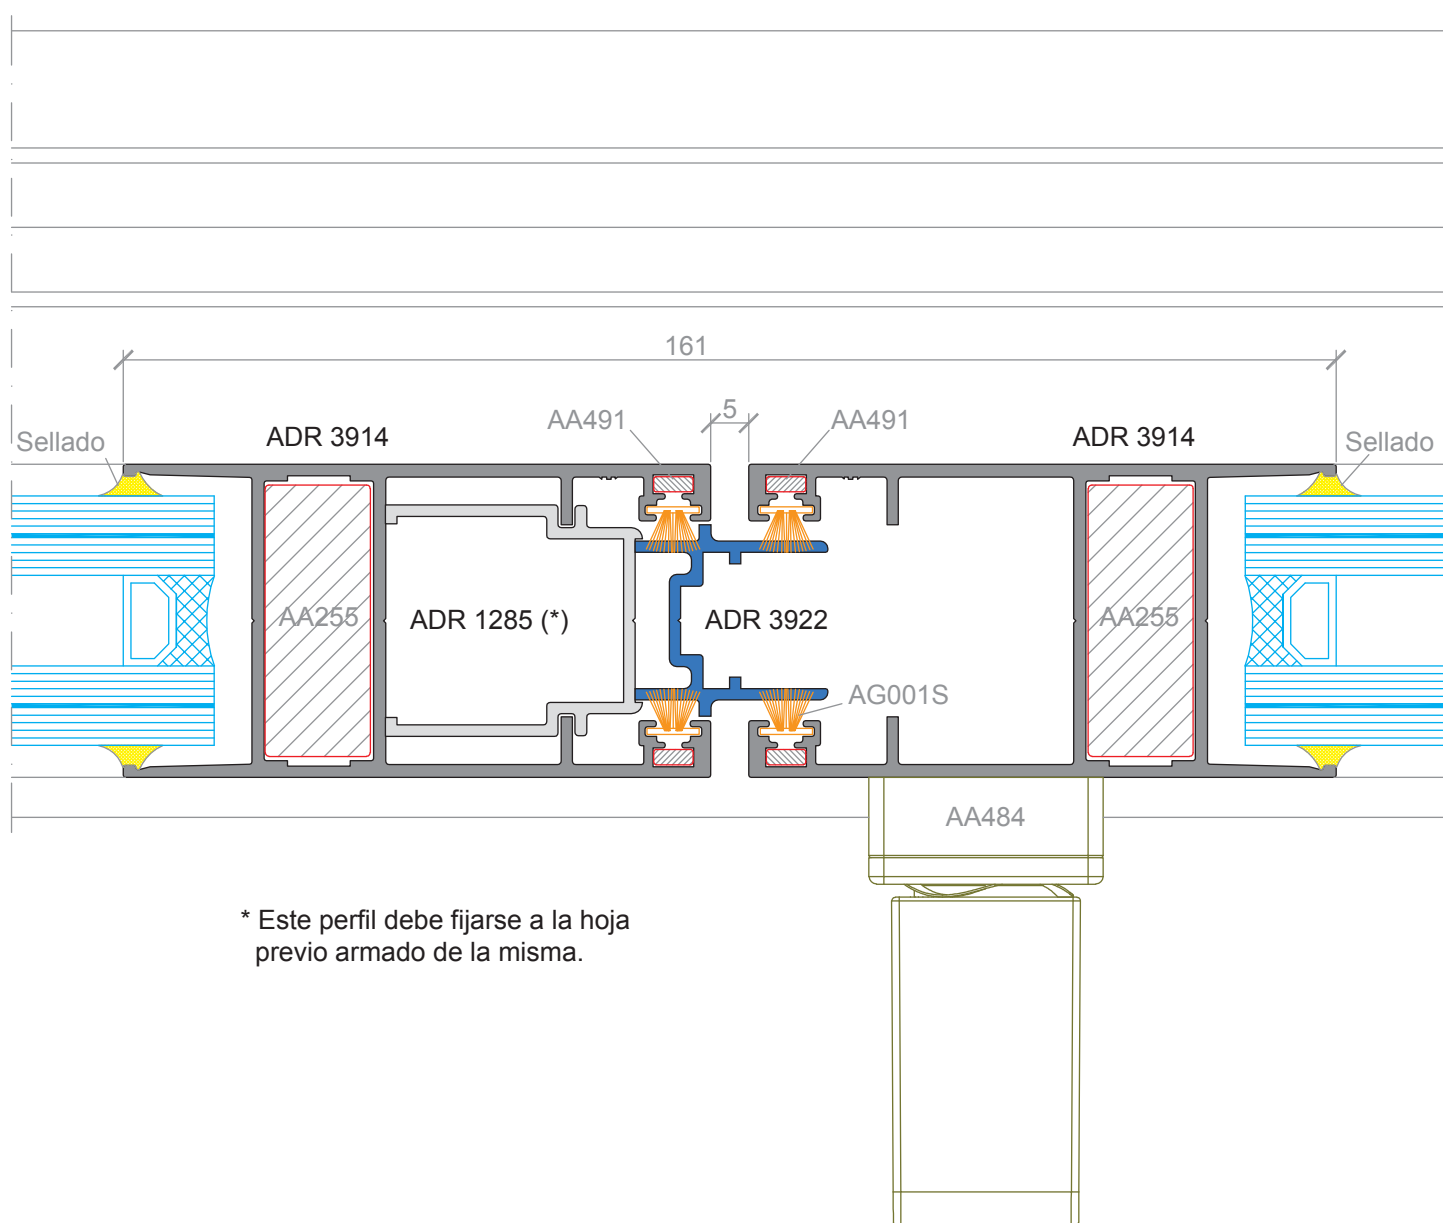 161
5
AA491
AA491
ADR 3914
ADR 3914
Sellado
Sellado
AA255
ADR 1285 (*)
ADR 3922
AA255
AG001S
AA484
* Este perfil debe fijarse a la hoja
previo armado de la misma.